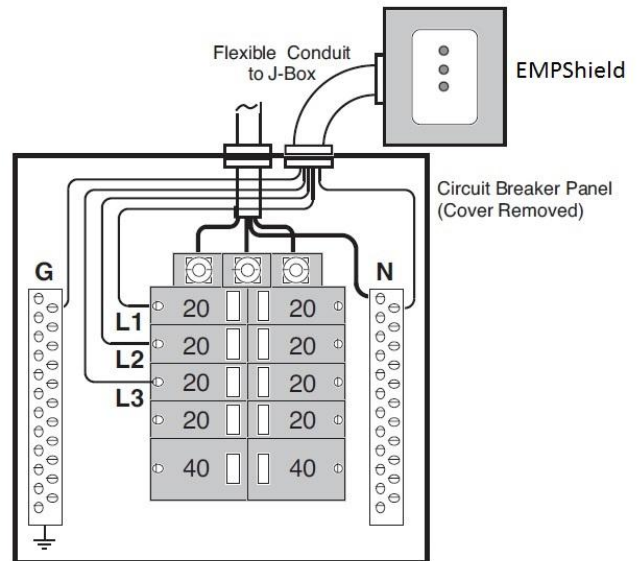 Flexible Conduit
to J-Box
EMPShield
Circuit Breaker Panel
(Cover Removed)
G
N
L1
20
20
L2
20
20
L3
20
20
20
20
40
40